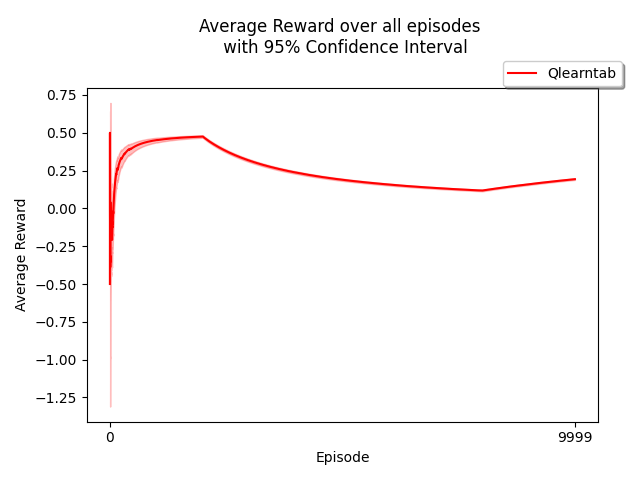 Average Reward over all episodes
with 95% Confidence Interval
Qlearntab
0.75
0.50
0.25
0.00
−0.25
−0.50
−0.75
−1.00
−1.25
Average Reward
0
9999
Episode